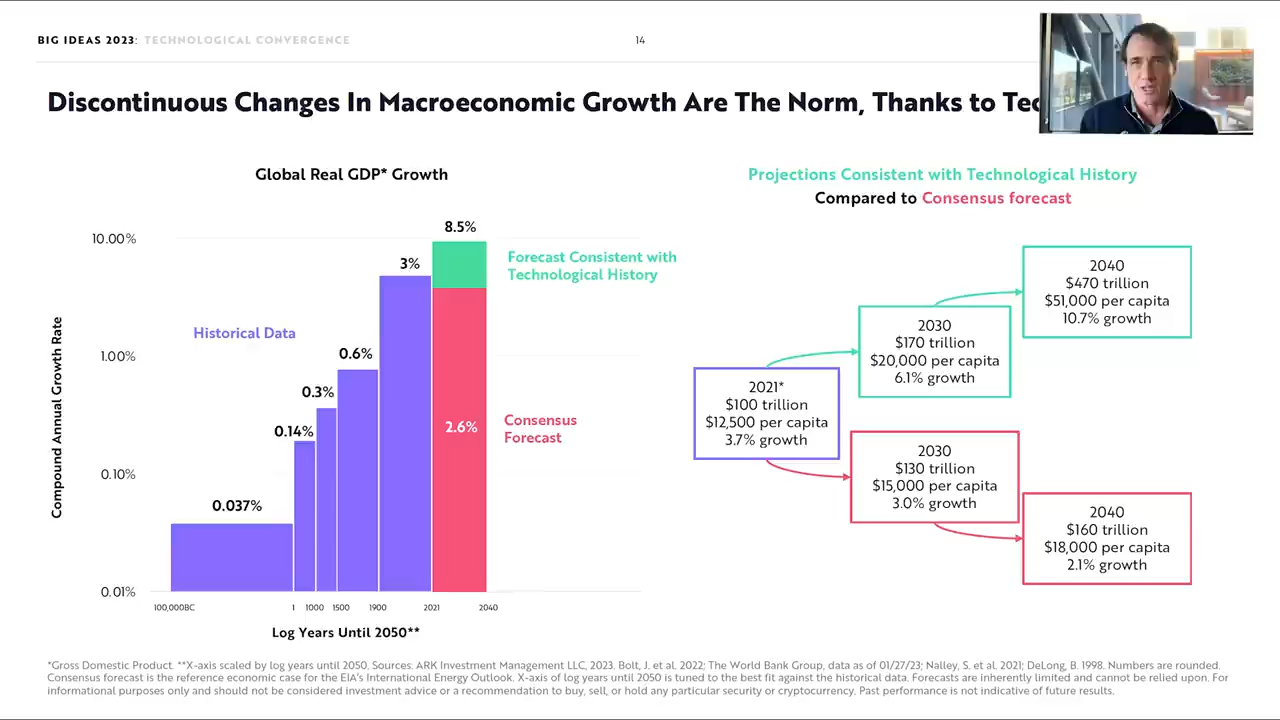 BIG IDEAS 2023: TECHNOLOGICAL CONVERGENCE
14
Discontinuous Changes In Macroeconomic Growth Are The Norm, Thanks to
Global Real GDP* Growth
Projections Consistent with Technological History
Compared to Consensus forecast
Compound Annual Growth Rate
10.00%
1.00%
0.10%
0.01%
Historical Data
0.037%
0.14%
0.3%
0.6%
3%
8.5%
2.6%
Forecast Consistent with
Technological History
Consensus
Forecast
100,000BC
1
1000
1500
1900
2021
2040
Log Years Until 2050**
2021*
$100 trillion
$12,500 per capita
3.7% growth
2030
$170 trillion
$20,000 per capita
6.1% growth
2040
$470 trillion
$51,000 per capita
10.7% growth
2030
$130 trillion
$15,000 per capita
3.0% growth
2040
$160 trillion
$18,000 per capita
2.1% growth
*Gross Domestic Product. **X-axis scaled by log years until 2050. Sources: ARK Investment Management LLC, 2023. Bolt, J. et al. 2022; The World Bank Group, data as of 01/27/23; Nalley, S. et al. 2021; DeLong, B. 1998. Numbers are rounded.
Consensus forecast is the reference economic case for the EIA's International Energy Outlook. X-axis of log years until 2050 is tuned to the best fit against the historical data. Forecasts are inherently limited and cannot be relied upon. For
informational purposes only and should not be considered investment advice or a recommendation to buy, sell, or hold any particular security or cryptocurrency. Past performance is not indicative of future results.